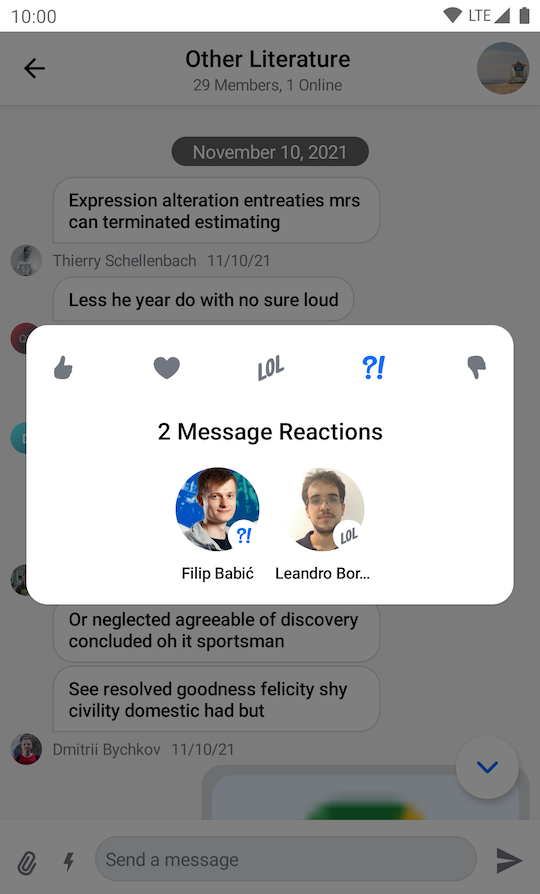 10:00
LTE
Other Literature
29 Members, 1 Online
November 10, 2021
Expression alteration entreaties mrs
can terminated estimating
Thierry Schellenbach 11/10/21
Less he year do with no sure loud
LOL
?!
2 Message Reactions
?!
LOL
Filip Babić
Leandro Bor...
Or neglected agreeable of discovery
concluded oh it sportsman
See resolved goodness felicity shy
civility domestic had but
Dmitrii Bychkov 11/10/21
Send a message